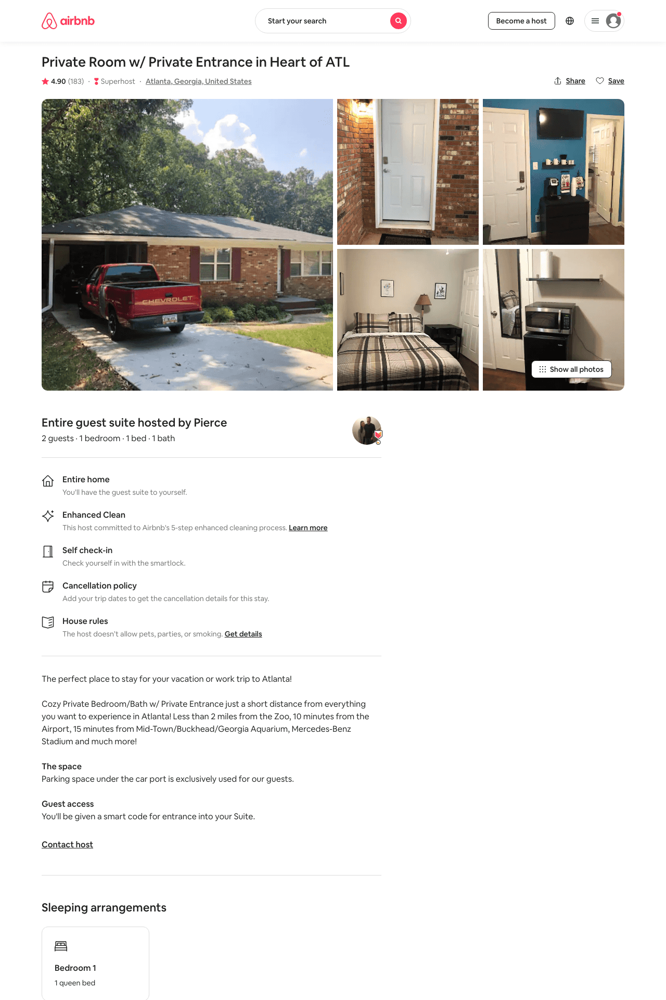 airbnb
Start your search
Become a host
Private Room w/ Private Entrance in Heart of ATL
4.90 (183) · Superhost · Atlanta, Georgia, United States
Share
Save
CHEVROLET
Show all photos
Entire guest suite hosted by Pierce
2 guests · 1 bedroom · 1 bed · 1 bath
Entire home
You’ll have the guest suite to yourself.
Enhanced Clean
This host committed to Airbnb's 5-step enhanced cleaning process. Learn more
Self check-in
Check yourself in with the smartlock.
Cancellation policy
Add your trip dates to get the cancellation details for this stay.
House rules
The host doesn’t allow pets, parties, or smoking. Get details
The perfect place to stay for your vacation or work trip to Atlanta!
Cozy Private Bedroom/Bath w/ Private Entrance just a short distance from everything
you want to experience in Atlanta! Less than 2 miles from the Zoo, 10 minutes from the
Airport, 15 minutes from Mid-Town/Buckhead/Georgia Aquarium, Mercedes-Benz
Stadium and much more!
The space
Parking space under the car port is exclusively used for our guests.
Guest access
You'll be given a smart code for entrance into your Suite.
Contact host
Sleeping arrangements
Bedroom 1
1 queen bed